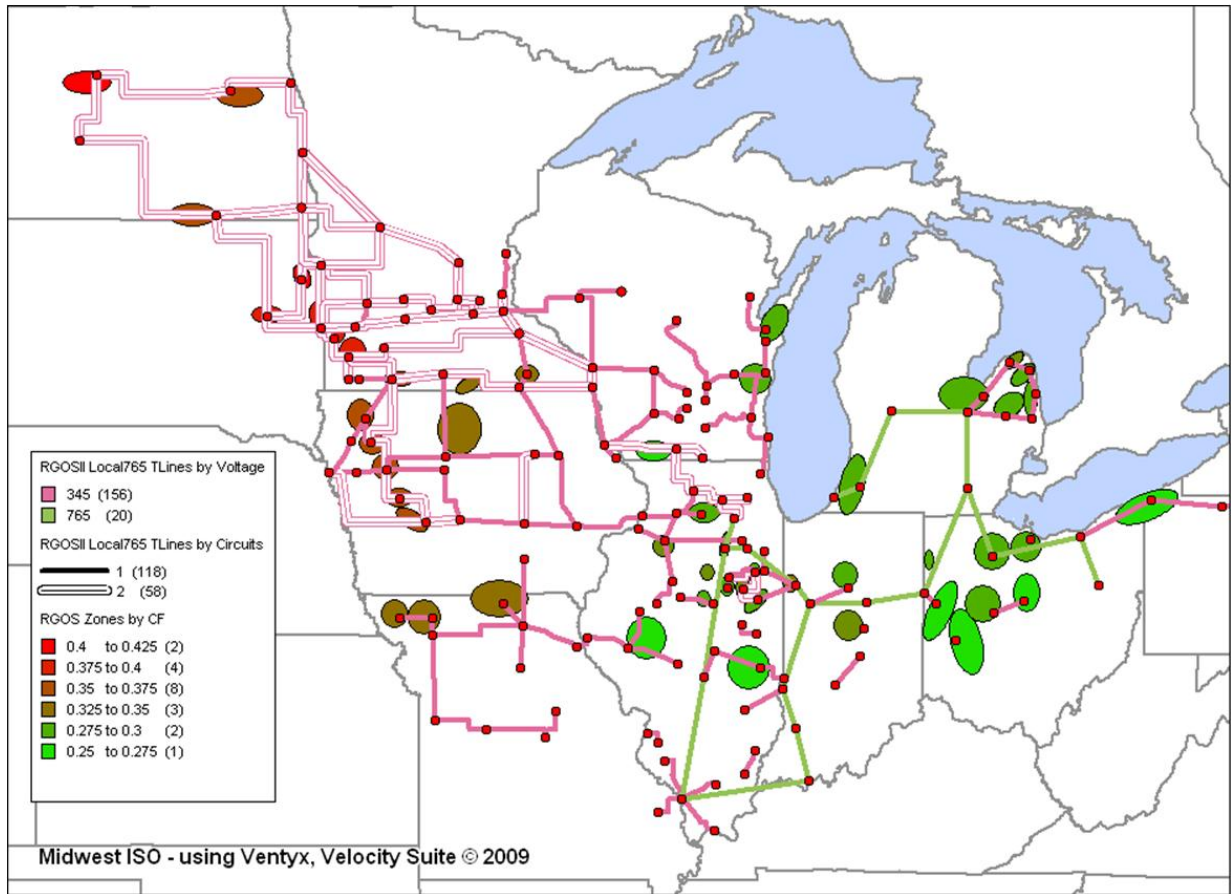 RGOSII Local765 TLines by Voltage
345 (156)
765 (20)
RGOSII Local765 TLines by Circuits
1 (118)
2 (58)
RGOS Zones by CF
0.4 to 0.425 (2)
0.375 to 0.4 (4)
0.35 to 0.375 (8)
0.325 to 0.35 (3)
0.275 to 0.3 (2)
0.25 to 0.275 (1)
Midwest ISO - using Ventyx, Velocity Suite © 2009